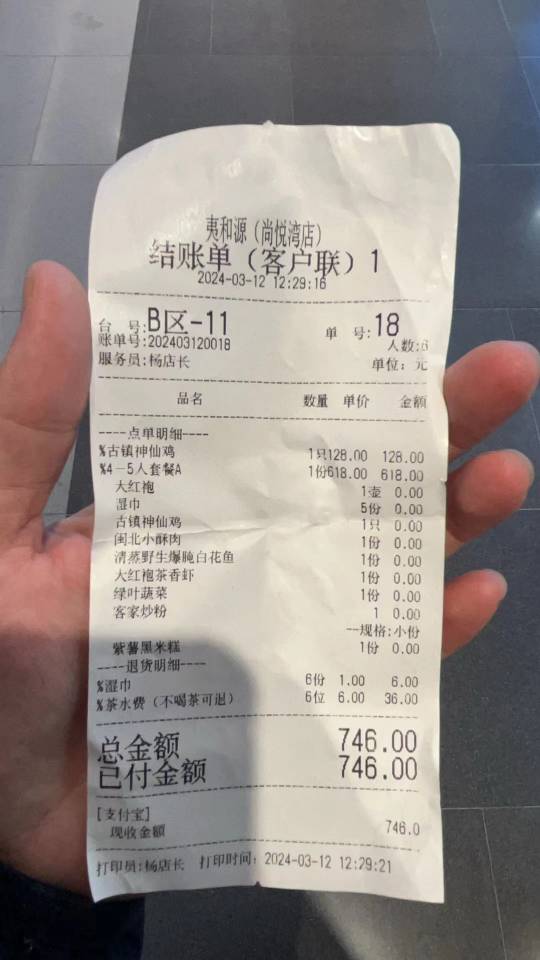 夷和源（尚悦湾店）
结账单（客户联）1
2024-03-12 12:29:16
台 号:B区-11 单 号:18
账单号:202403120018 人数:6
服务员:杨店长 单位: 元
品名 数量 单价 金额
----点单明细----
%古镇神仙鸡 1只128.00 128.00
%4-5人套餐A 1份618.00 618.00
大红袍 1壶 0.00
湿巾 5份 0.00
古镇神仙鸡 1只 0.00
闽北小酥肉 1份 0.00
清蒸野生爆腌白花鱼 1份 0.00
大红袍茶香虾 1份 0.00
绿叶蔬菜 1份 0.00
客家炒粉 1 0.00
--规格:小份
紫薯黑米糕 1份 0.00
----退货明细----
%湿巾 6份 1.00 6.00
%茶水费（不喝茶可退） 6位 6.00 36.00
总金额 746.00
已付金额 746.00
[支付宝]
现收金额 746.0
打印员:杨店长 打印时间: 2024-03-12 12:29:21